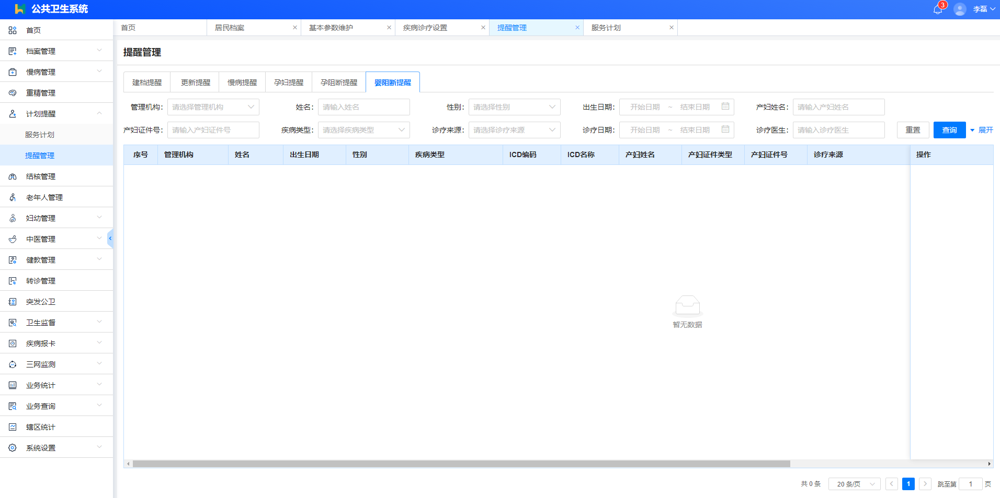 公共卫生系统
3
李磊
首页
档案管理
慢病管理
重精管理
计划提醒
服务计划
提醒管理
结核管理
老年人管理
妇幼管理
中医管理
健教管理
转诊管理
突发公卫
卫生监督
疾病报卡
三网监测
业务统计
业务查询
辖区统计
系统设置
首页 居民档案 基本参数维护 疾病诊疗设置 提醒管理 服务计划
提醒管理
建档提醒 更新提醒 慢病提醒 孕妇提醒 孕阻断提醒 婴阻断提醒
管理机构: 请选择管理机构 姓名: 请输入姓名 性别: 请选择性别 出生日期: 开始日期 ~ 结束日期 产妇姓名: 请输入产妇姓名
产妇证件号: 请输入产妇证件号 疾病类型: 请选择疾病类型 诊疗来源: 请选择诊疗来源 诊疗日期: 开始日期 ~ 结束日期 诊疗医生: 请输入诊疗医生 重置 查询 展开
序号 管理机构 姓名 出生日期 性别 疾病类型 ICD编码 ICD名称 产妇姓名 产妇证件类型 产妇证件号 诊疗来源 操作
暂无数据
共 0 条 20 条/页 1 跳至第 1 页